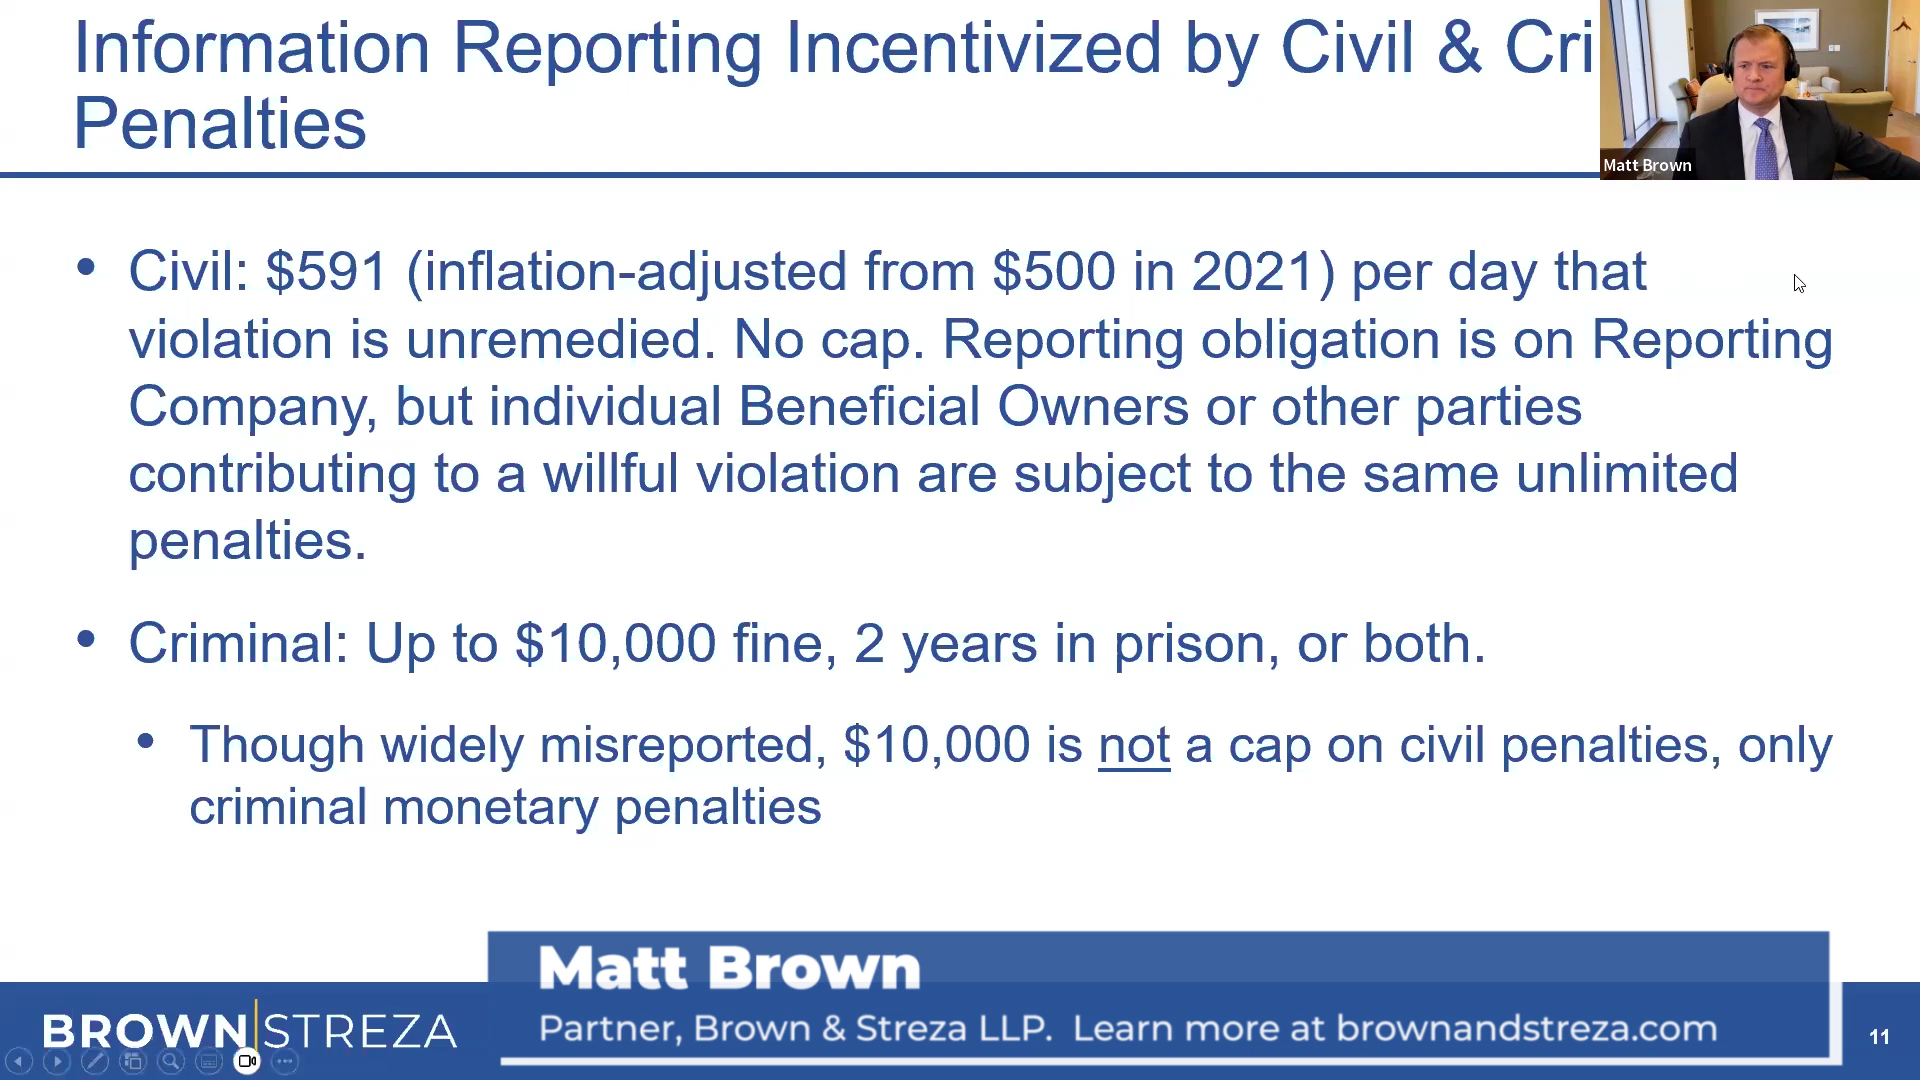 Information Reporting Incentivized by Civil & Cri
Penalties
Matt Brown
• Civil: $591 (inflation-adjusted from $500 in 2021) per day that
violation is unremedied. No cap. Reporting obligation is on Reporting
Company, but individual Beneficial Owners or other parties
contributing to a willful violation are subject to the same unlimited
penalties.
• Criminal: Up to $10,000 fine, 2 years in prison, or both.
• Though widely misreported, $10,000 is not a cap on civil penalties, only
criminal monetary penalties
Matt Brown
Partner, Brown & Streza LLP. Learn more at brownandstreza.com
BROWN|STREZA
11